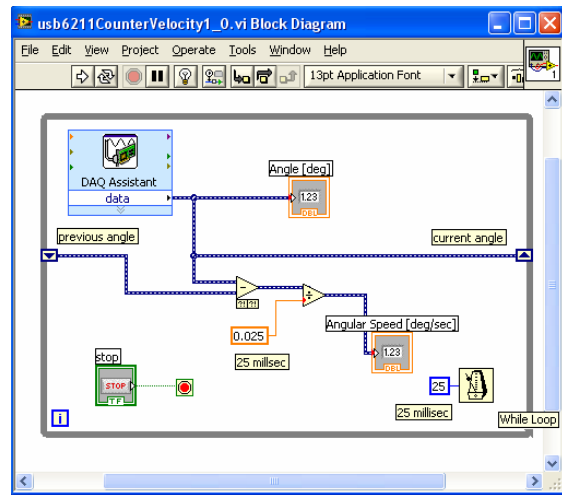 usb6211CounterVelocity1_0.vi Block Diagram
File Edit View Project Operate Tools Window Help
13pt Application Font
1
DAQ Assistant
data
Angle [deg]
1.23
DBL
previous angle
current angle
?!
?!
0.025
25 millsec
Angular Speed [deg/sec]
1.23
DBL
stop
STOP
TF
i
25
25 millisec
While Loop